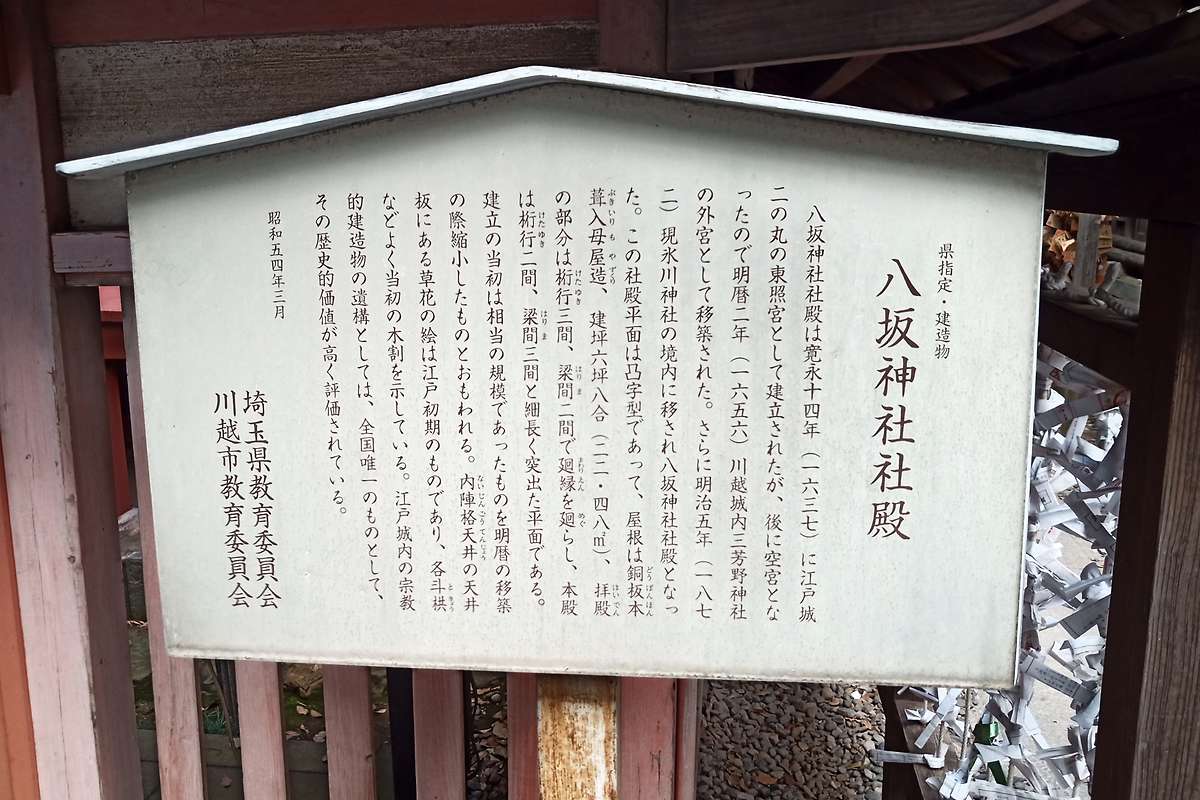 県指定・建造物
八坂神社社殿
八坂神社社殿は寛永十四年（一六三七）に江戸城
二の丸の東照宮として建立されたが、後に空宮とな
ったので明暦二年（一六五六）川越城内三芳野神社
の外宮として移築された。さらに明治五年（一八七
二）現氷川神社の境内に移され八坂神社社殿となっ
た。この社殿平面は凸字型であって、屋根は銅坂本
葺入母屋造、建坪六坪八合（二二・四八㎡）、拝殿
の部分は桁行三間、梁間二間で廻縁を廻らし、本殿
は桁行二間、梁間三間と細長く突出た平面である。
建立の当初は相当の規模であったものを明暦の移築
の際縮小したものとおもわれる。内陣格天井の天井
板にある草花の絵は江戸初期のものであり、各斗栱
などよく当初の木割を示している。江戸城内の宗教
的建造物の遺構としては、全国唯一のものとして、
その歴史的価値が高く評価されている。
昭和五四年三月
埼玉県教育委員会
川越市教育委員会